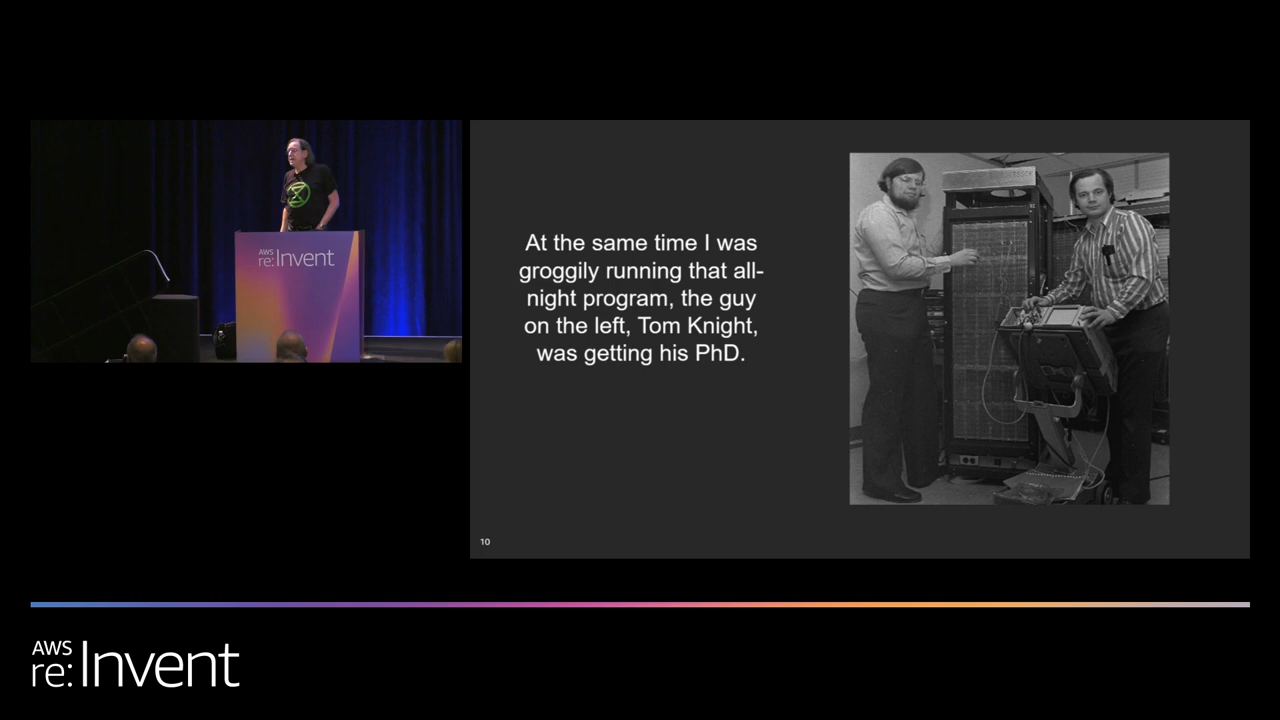 AWS
re:Invent
At the same time I was
groggily running that all-
night program, the guy
on the left, Tom Knight,
was getting his PhD.
10
AWS
re:Invent